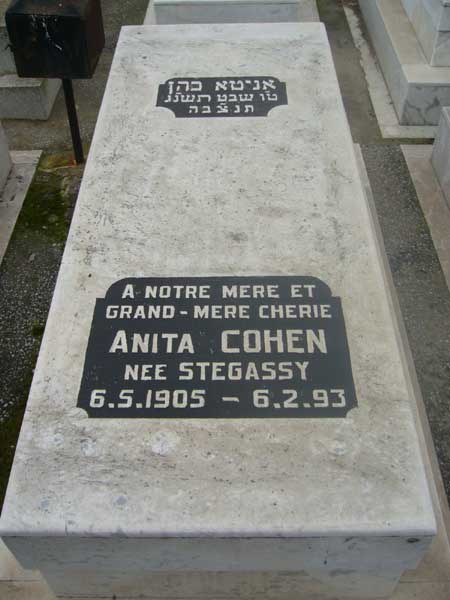 אניטא כהן
טו שבט תשנג
תנצבה
A NOTRE MERE ET
GRAND-MERE CHERIE
ANITA COHEN
NEE STEGASSY
6.5.1905 - 6.2.93